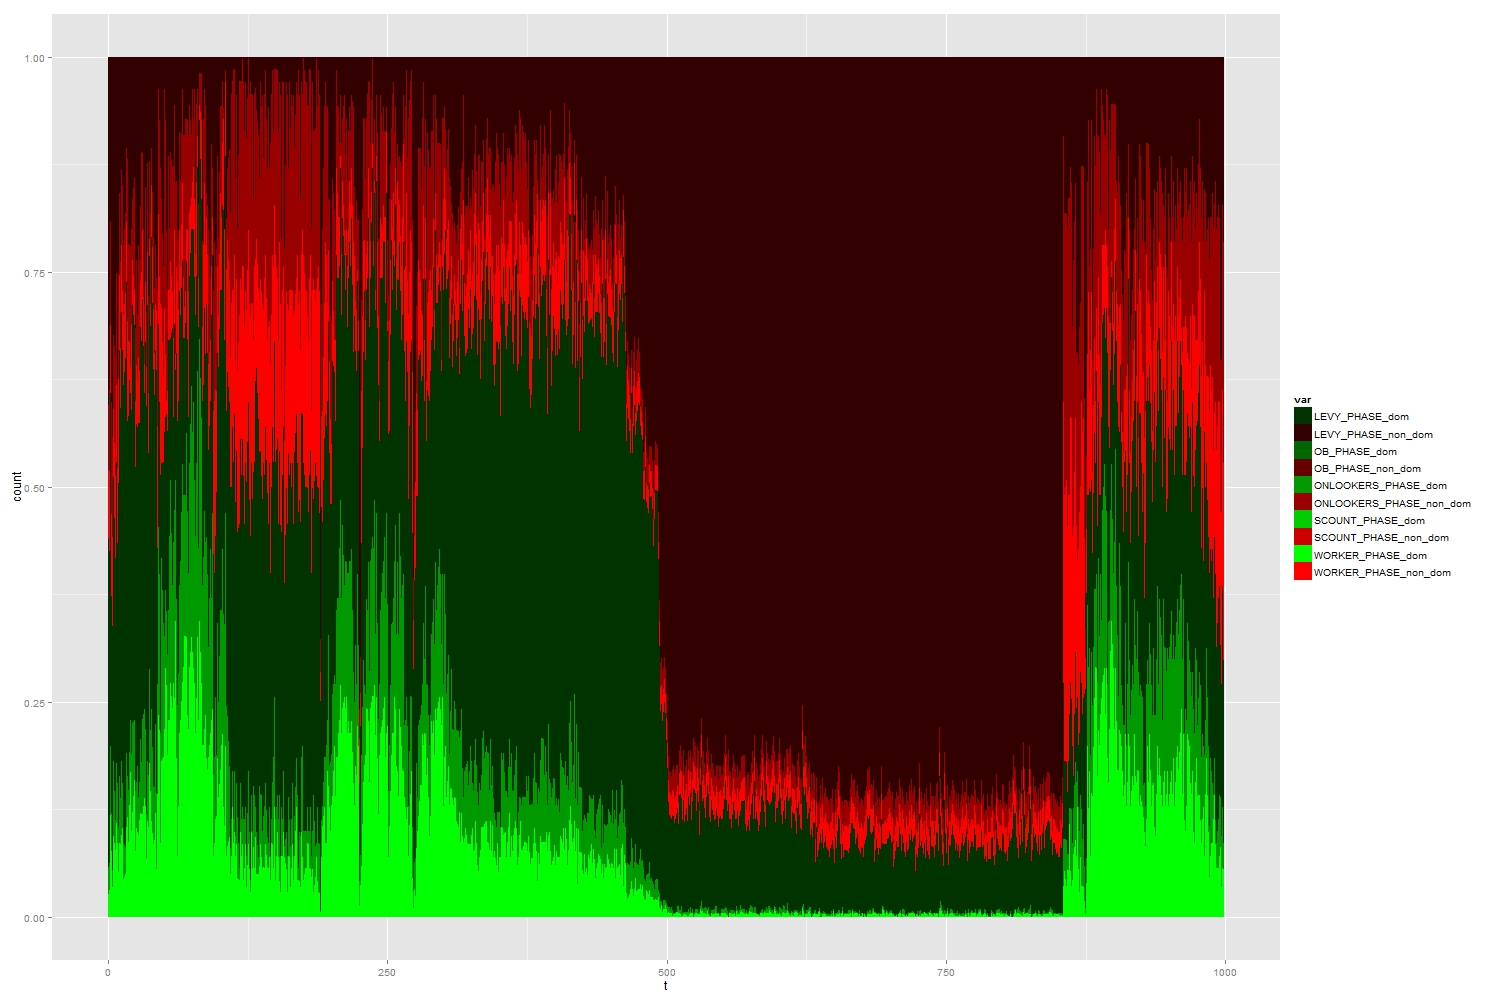 1.00
0.75
0.50
0.25
0.00
count
0
250
500
750
1000
t
var
LEVY_PHASE_dom
LEVY_PHASE_non_dom
OB_PHASE_dom
OB_PHASE_non_dom
ONLOOKERS_PHASE_dom
ONLOOKERS_PHASE_non_dom
SCOUNT_PHASE_dom
SCOUNT_PHASE_non_dom
WORKER_PHASE_dom
WORKER_PHASE_non_dom